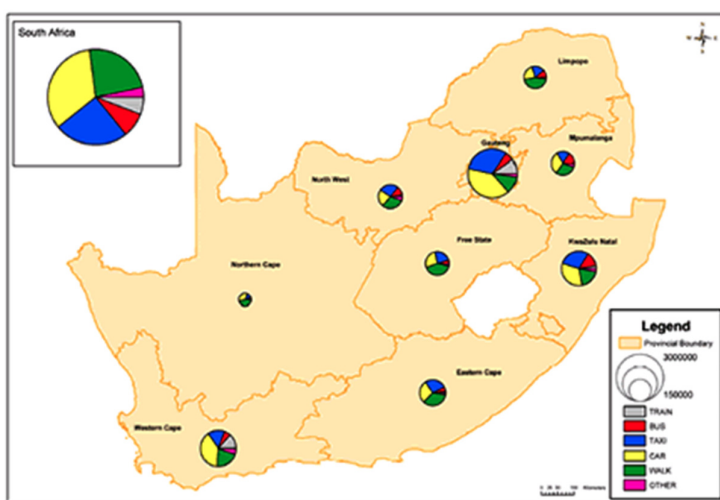 South Africa
N
W E
S
Limpopo
Mpumalanga
Gauteng
North West
Free State
KwaZulu Natal
Northern Cape
Eastern Cape
Western Cape
Legend
Provincial Boundary
3000000
150000
TRAIN
BUS
TAXI
CAR
WALK
OTHER
Kilometers